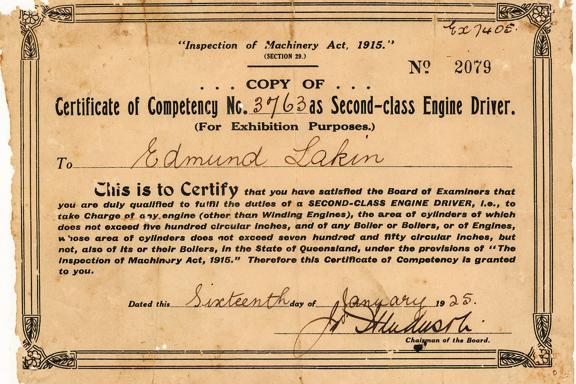 Ex 7405.
"Inspection of Machinery Act, 1915."
(SECTION 29.)
No 2079
... COPY OF ...
Certificate of Competency No. 3763 as Second-class Engine Driver.
(For Exhibition Purposes.)
To Edmund Lakin
This is to Certify that you have satisfied the Board of Examiners that
you are duly qualified to fulfil the duties of a SECOND-CLASS ENGINE DRIVER, i.e., to
take Charge of any engine (other than Winding Engines), the area of cylinders of which
does not exceed five hundred circular inches, and of any Boiler or Boilers, or of Engines,
whose area of cylinders does not exceed seven hundred and fifty circular inches, but
not, also of its or their Boilers, in the State of Queensland, under the provisions of "The
Inspection of Machinery Act, 1915." Therefore this Certificate of Competency is granted
to you.
Dated this Sixteenth day of January 1925.
Chairman of the Board.